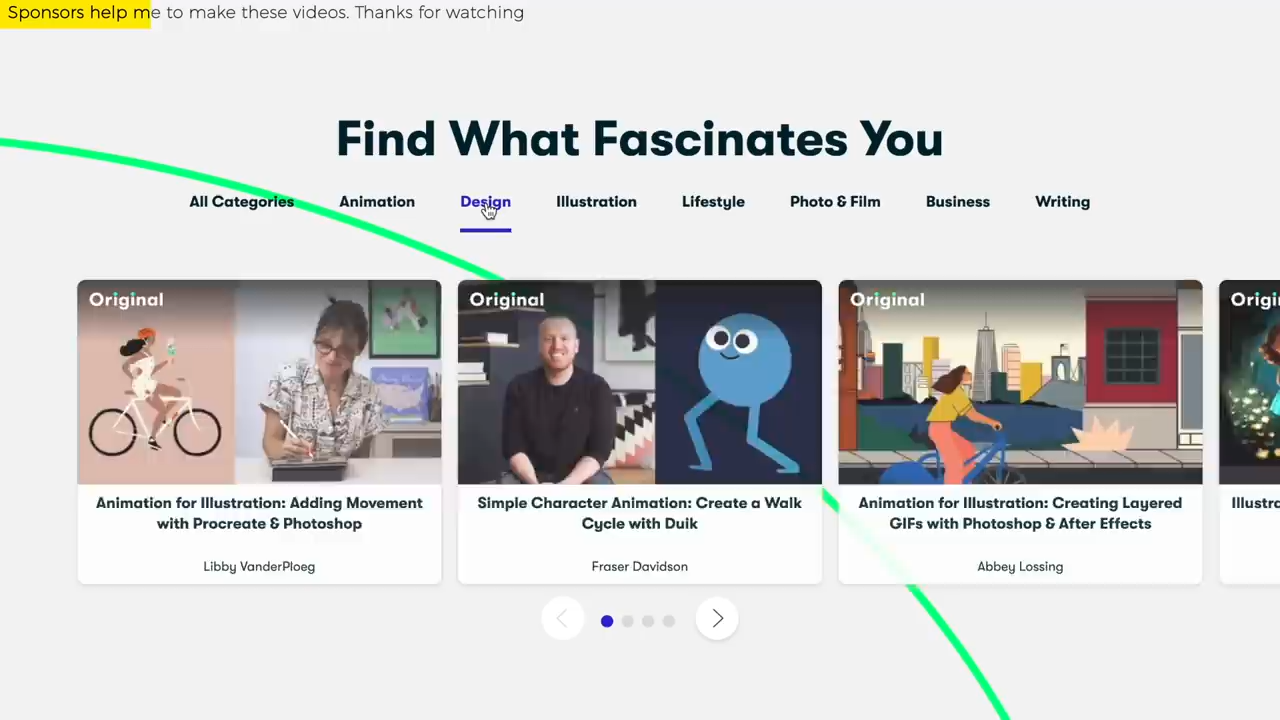 Sponsors help me to make these videos. Thanks for watching
Find What Fascinates You
All Categories
Animation
Design
Illustration
Lifestyle
Photo & Film
Business
Writing
Original
Original
Original
Animation for Illustration: Adding Movement
with Procreate & Photoshop
Libby VanderPloeg
Simple Character Animation: Create a Walk
Cycle with Duik
Fraser Davidson
Animation for Illustration: Creating Layered
GIFs with Photoshop & After Effects
Abbey Lossing